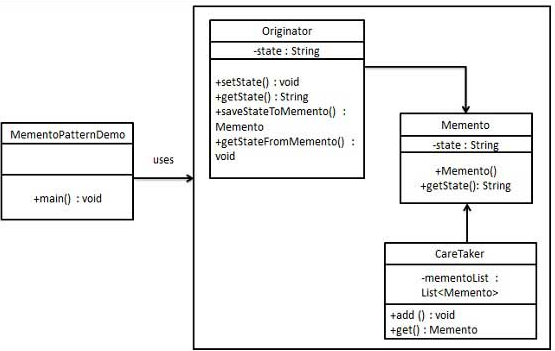 Originator
-state : String
+setState() : void
+getState() : String
+saveStateToMemento() :
Memento
+getStateFromMemento() :
void
MementoPatternDemo
+main() : void
uses
Memento
-state : String
+Memento()
+getState(): String
CareTaker
-mementoList :
List<Memento>
+add () : void
+get() : Memento